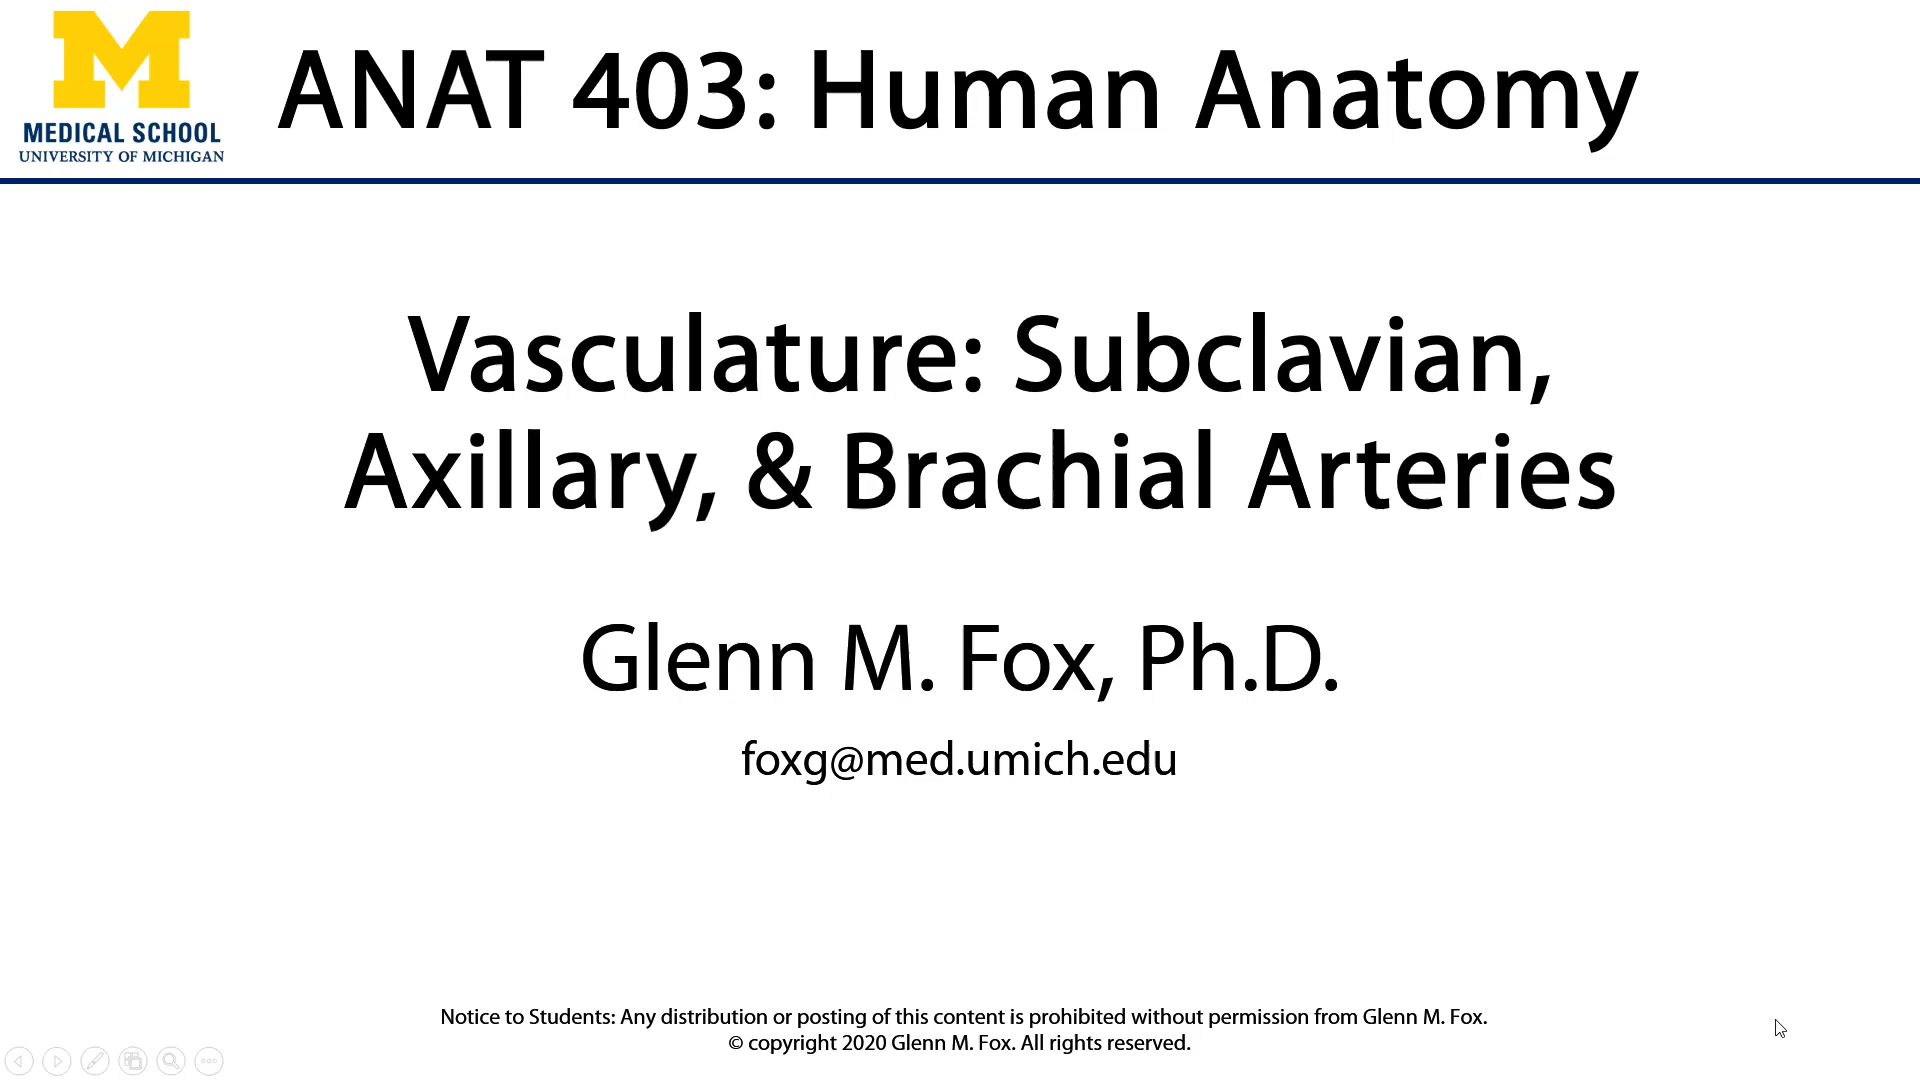 M
MEDICAL SCHOOL
UNIVERSITY OF MICHIGAN
ANAT 403: Human Anatomy
Vasculature: Subclavian,
Axillary, & Brachial Arteries
Glenn M. Fox, Ph.D.
foxg@med.umich.edu
Notice to Students: Any distribution or posting of this content is prohibited without permission from Glenn M. Fox.
© copyright 2020 Glenn M. Fox. All rights reserved.